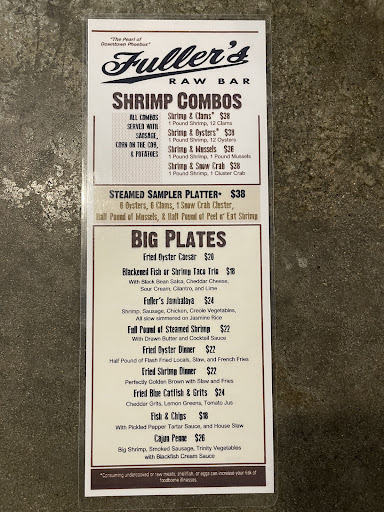 "The Pearl of
Downtown Phoebus"
Fuller's
RAW BAR
SHRIMP COMBOS
ALL COMBOS
SERVED WITH
SAUSAGE,
CORN ON THE COB,
& POTATOES
Shrimp & Clams* $38
1 Pound Shrimp, 12 Clams
Shrimp & Oysters* $38
1 Pound Shrimp, 12 Oysters
Shrimp & Mussels $36
1 Pound Shrimp, 1 Pound Mussels
Shrimp & Snow Crab $38
1 Pound Shrimp, 1 Cluster Crab
STEAMED SAMPLER PLATTER* $38
6 Oysters, 6 Clams, 1 Snow Crab Cluster,
Half Pound of Mussels, & Half Pound of Peel n' Eat Shrimp
BIG PLATES
Fried Oyster Caesar $20
Blackened Fish or Shrimp Taco Trio $18
With Black Bean Salsa, Cheddar Cheese,
Sour Cream, Cilantro, and Lime
Fuller's Jambalaya $24
Shrimp, Sausage, Chicken, Creole Vegetables,
All slow simmered on Jasmine Rice
Full Pound of Steamed Shrimp $22
With Drawn Butter and Cocktail Sauce
Fried Oyster Dinner $22
Half Pound of Flash Fried Locals, Slaw, and French Fries
Fried Shrimp Dinner $22
Perfectly Golden Brown with Slaw and Fries
Fried Blue Catfish & Grits $24
Cheddar Grits, Lemon Greens, Tomato Jus
Fish & Chips $18
With Pickled Pepper Tartar Sauce, and House Slaw
Cajun Penne $26
Big Shrimp, Smoked Sausage, Trinity Vegetables
with Blackfish Cream Sauce
*Consuming undercooked or raw meats, shellfish, or eggs can increase your risk of
foodborne illnesses.